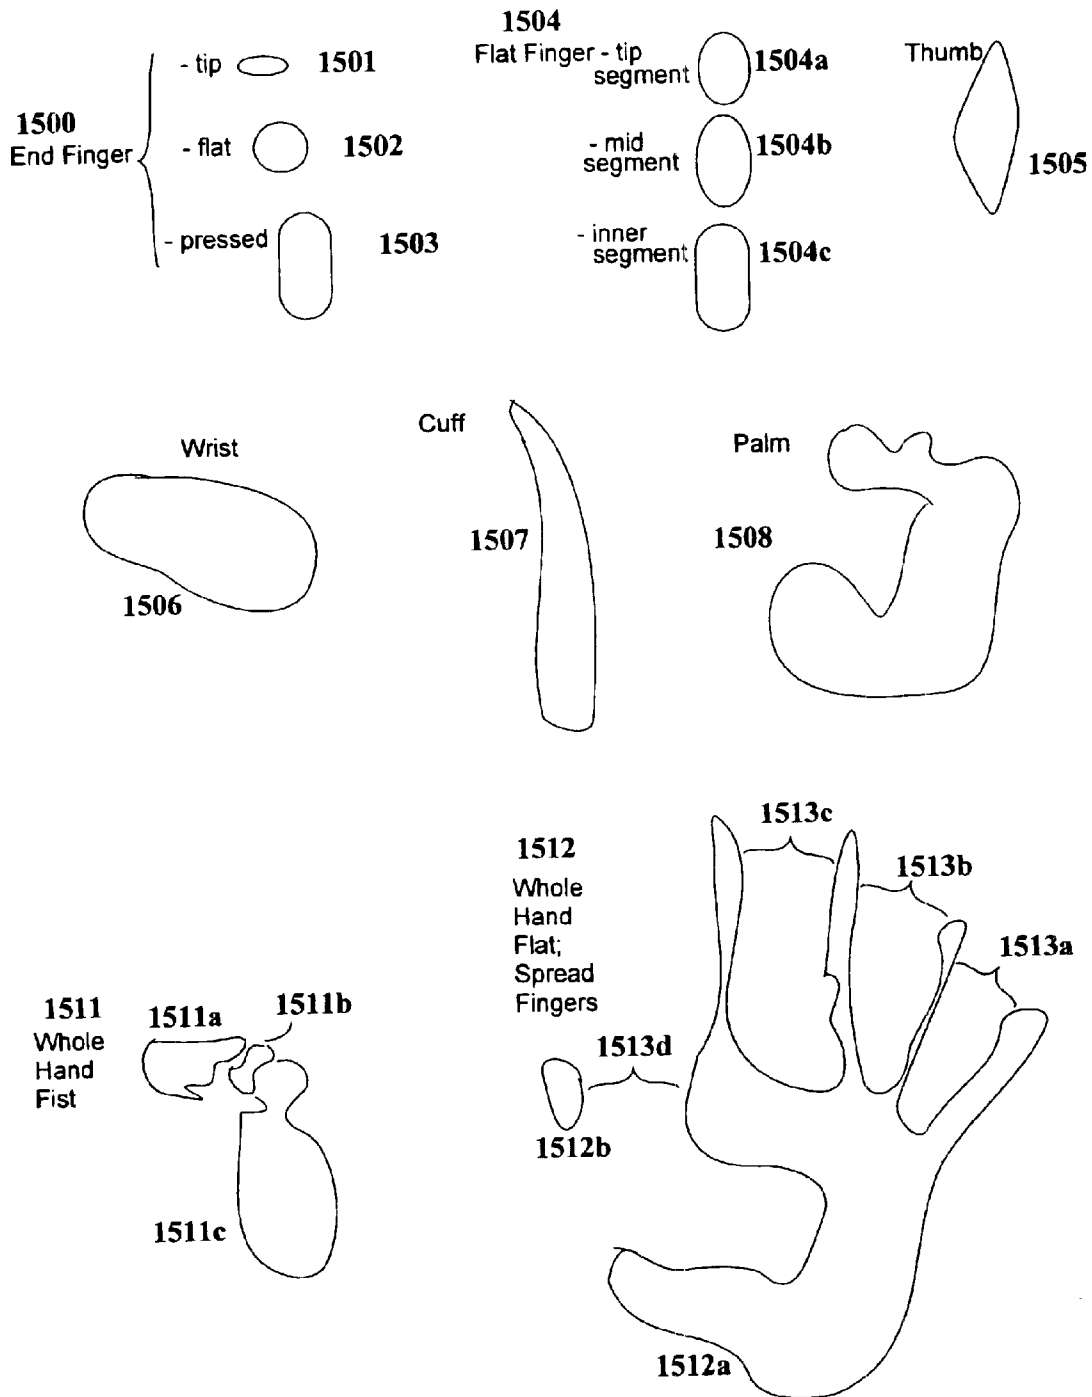 1500
End Finger
- tip 1501
- flat 1502
- pressed 1503
1504
Flat Finger - tip
segment 1504a
- mid
segment 1504b
- inner
segment 1504c
Thumb
1505
Wrist
1506
Cuff
1507
Palm
1508
1511
Whole
Hand
Fist
1511a
1511b
1511c
1512
Whole
Hand
Flat;
Spread
Fingers
1513c
1513b
1513a
1513d
1512b
1512a